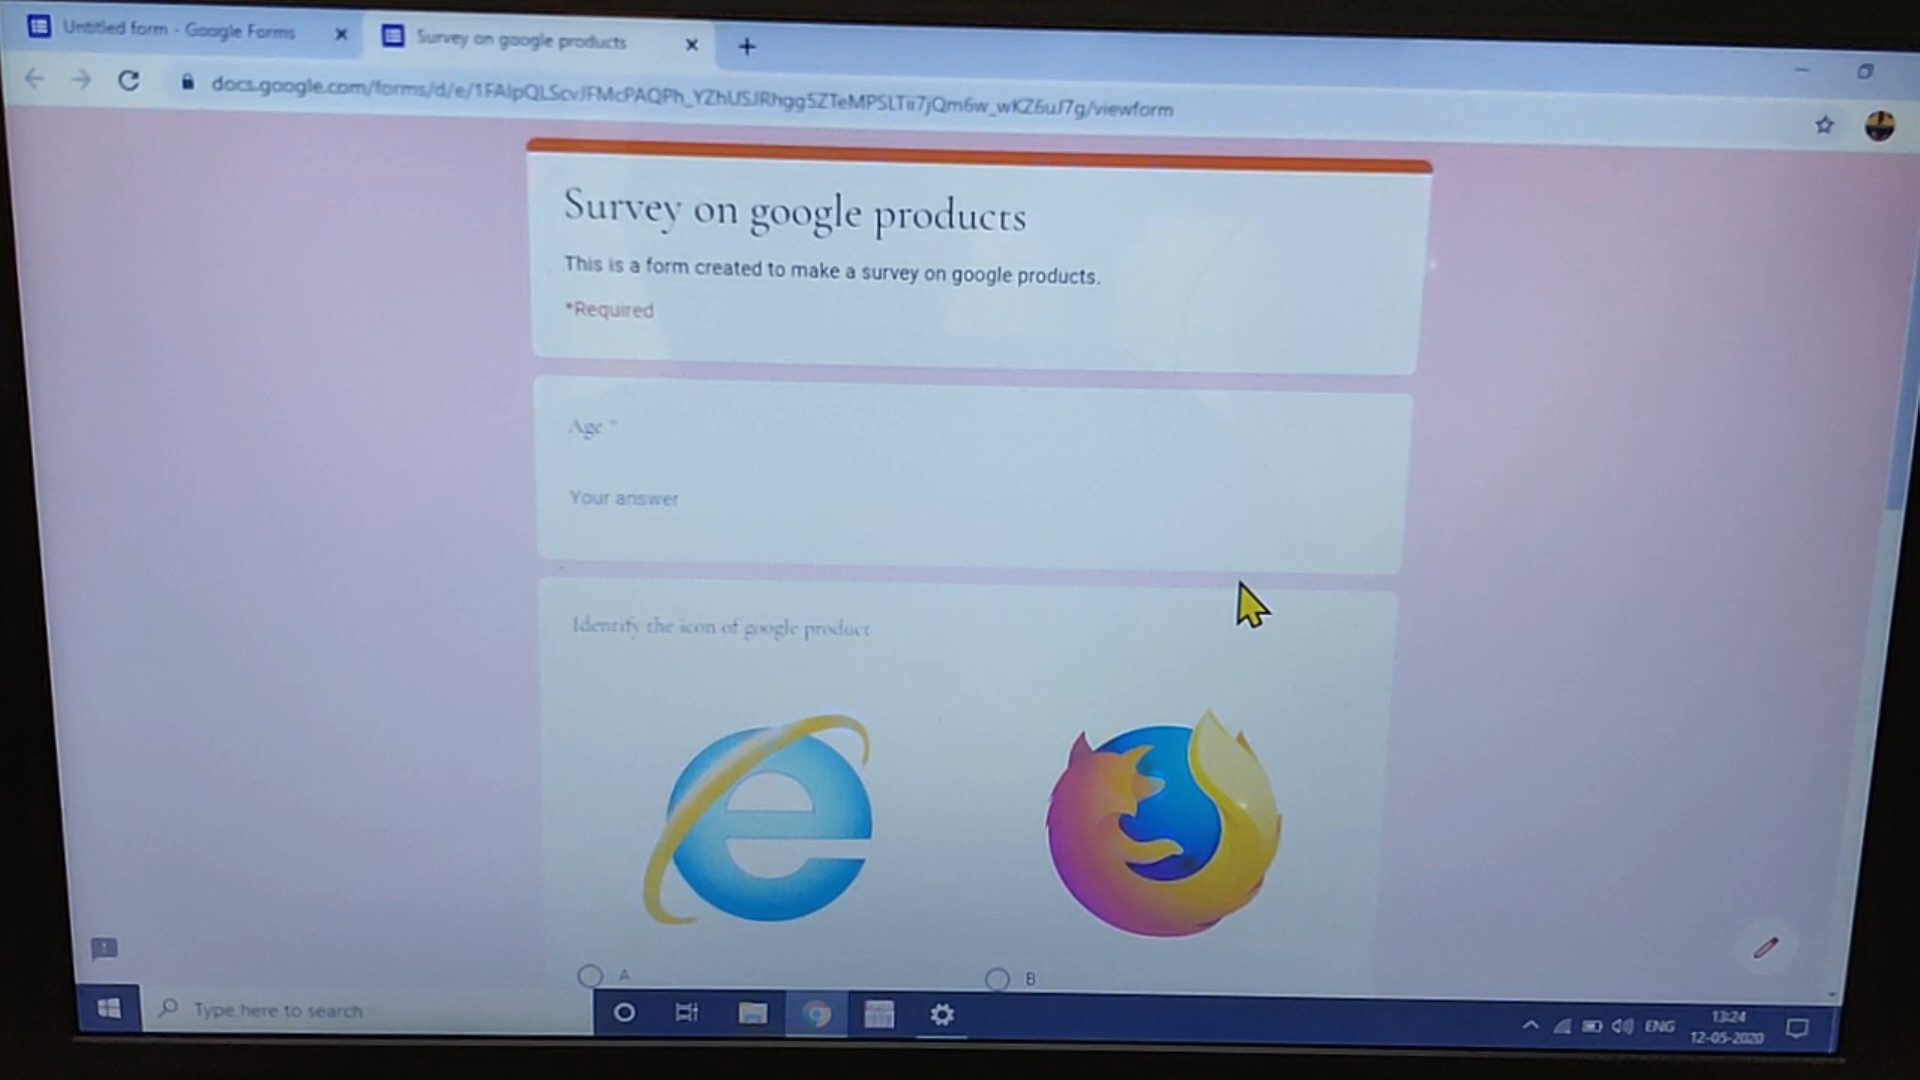 Untitled form - Google Forms
Survey on google products
docs.google.com/forms/d/e/1FAIpQLScvJFMcPAQPh_YZhUSJRhgg5ZTeMPSLTii7jQm6w_wKZ6uJ7g/viewform
Survey on google products
This is a form created to make a survey on google products.
*Required
Age *
Your answer
Identify the icon of google product
A
B
Type here to search
ENG
13:24
12-05-2020